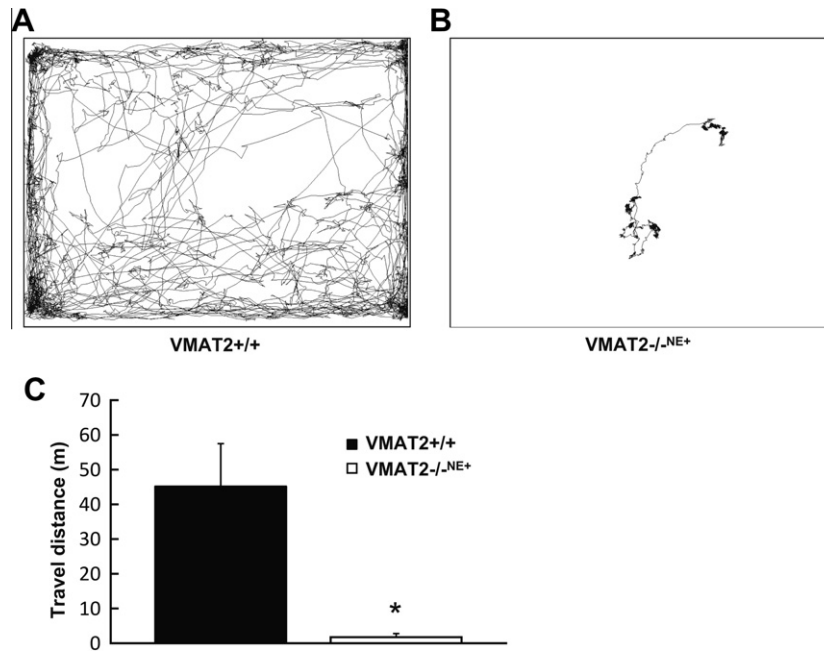 A
B
VMAT2+/+
VMAT2-/-NE+
C
70
60
50
40
30
20
10
0
Travel distance (m)
VMAT2+/+
VMAT2-/-NE+
*